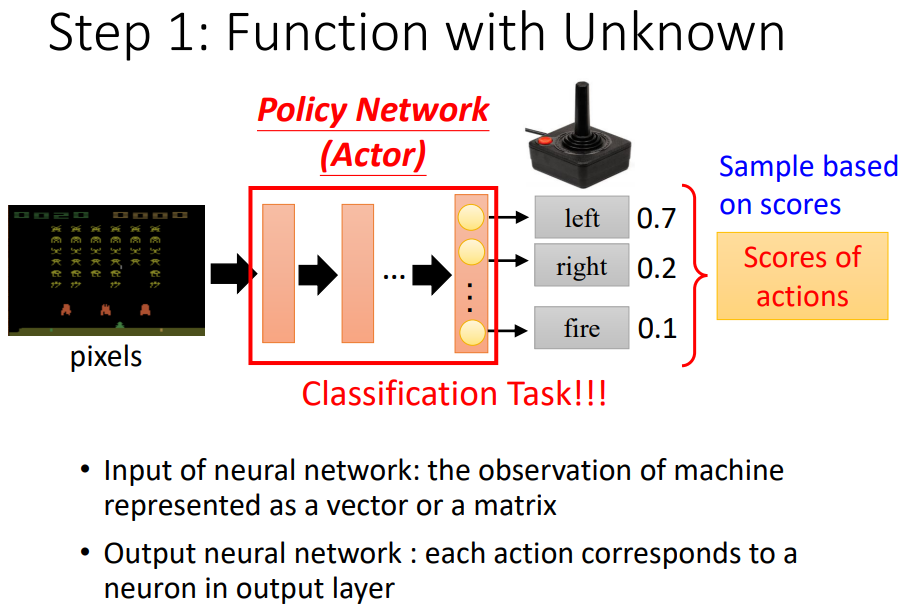 Step 1: Function with Unknown
Policy Network
(Actor)
0020 0000
pixels
...
left 0.7
right 0.2
fire 0.1
Sample based
on scores
Scores of
actions
Classification Task!!!
• Input of neural network: the observation of machine
represented as a vector or a matrix
• Output neural network : each action corresponds to a
neuron in output layer